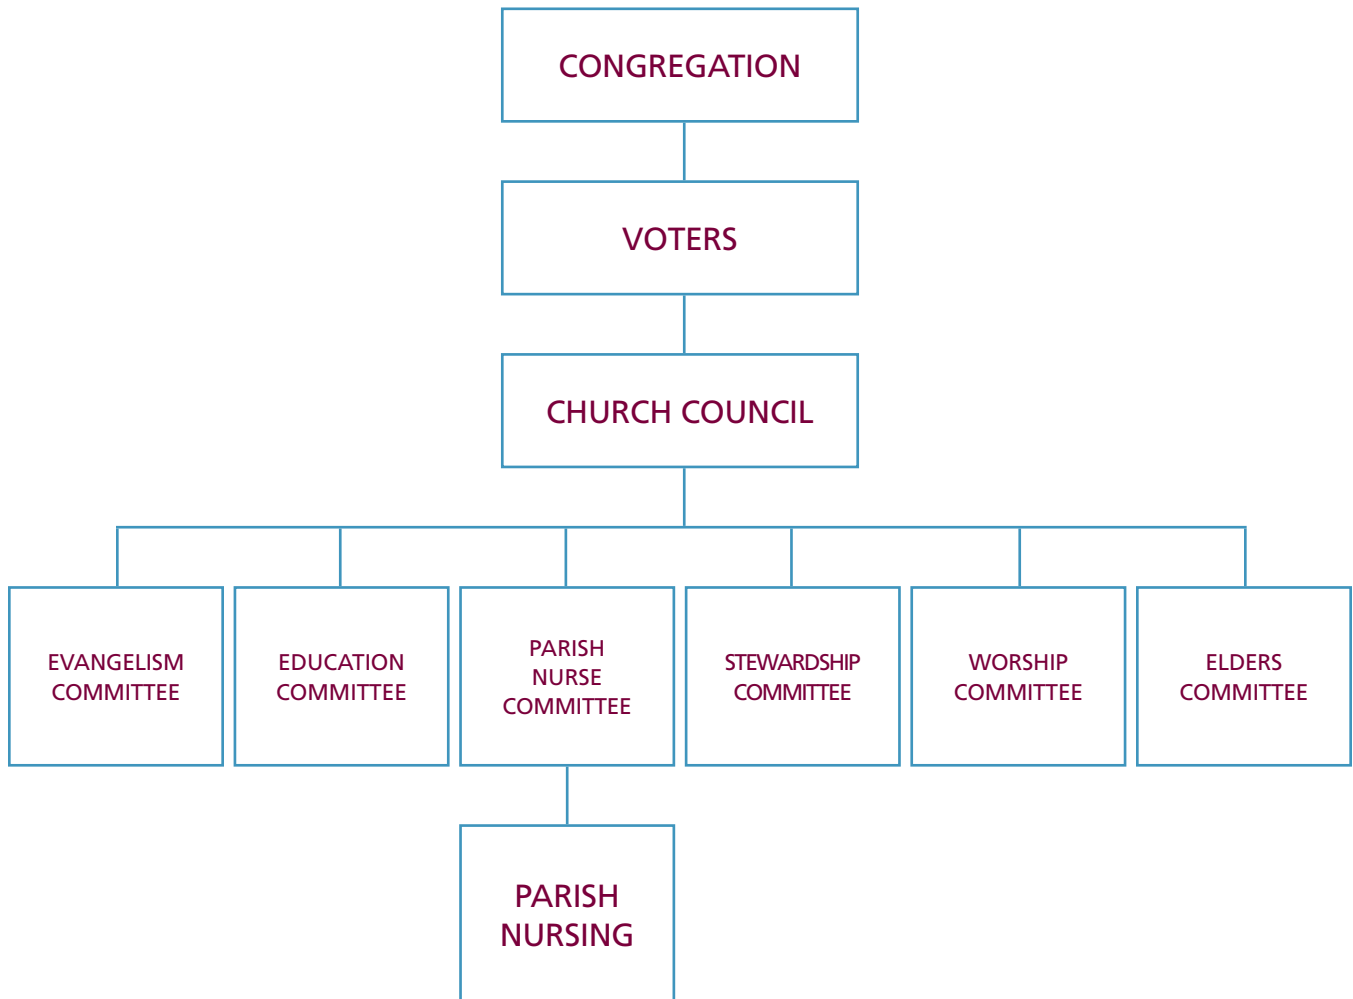 CONGREGATION
VOTERS
CHURCH COUNCIL
EVANGELISM
COMMITTEE
EDUCATION
COMMITTEE
PARISH
NURSE
COMMITTEE
STEWARDSHIP
COMMITTEE
WORSHIP
COMMITTEE
ELDERS
COMMITTEE
PARISH
NURSING